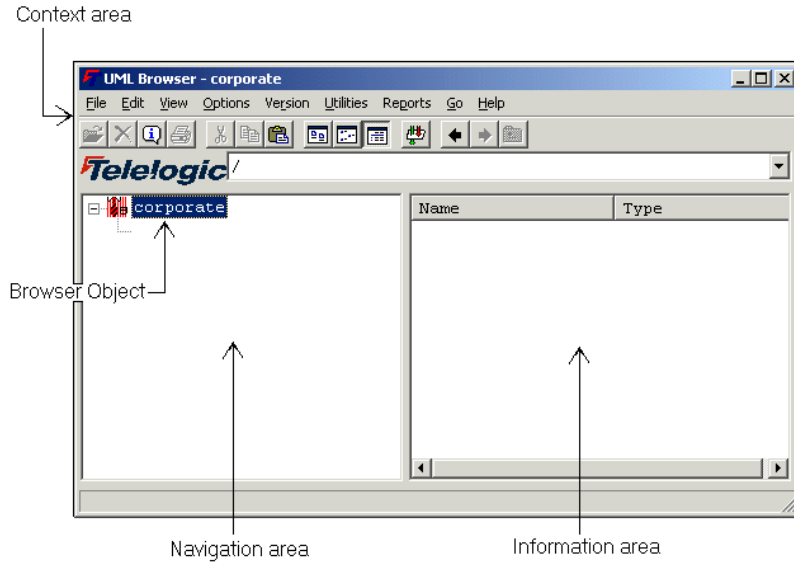 Context area
UML Browser - corporate
File Edit View Options Version Utilities Reports Go Help
Telelogic /
corporate
Name Type
Browser Object
Navigation area Information area